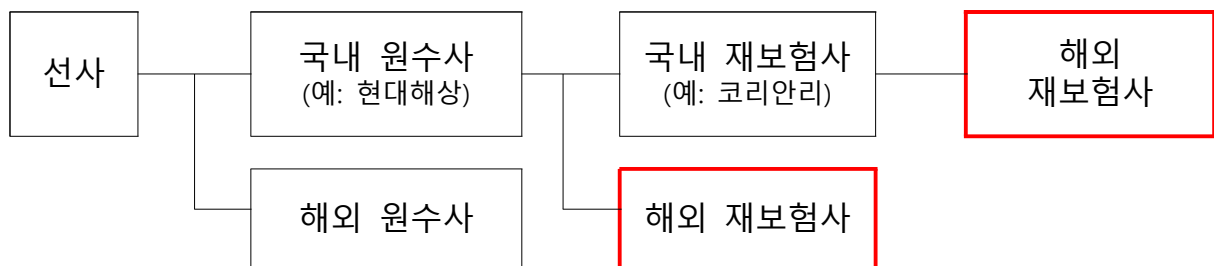 선사
국내 원수사
(예: 현대해상)
국내 재보험사
(예: 코리안리)
해외
재보험사
해외 원수사
해외 재보험사